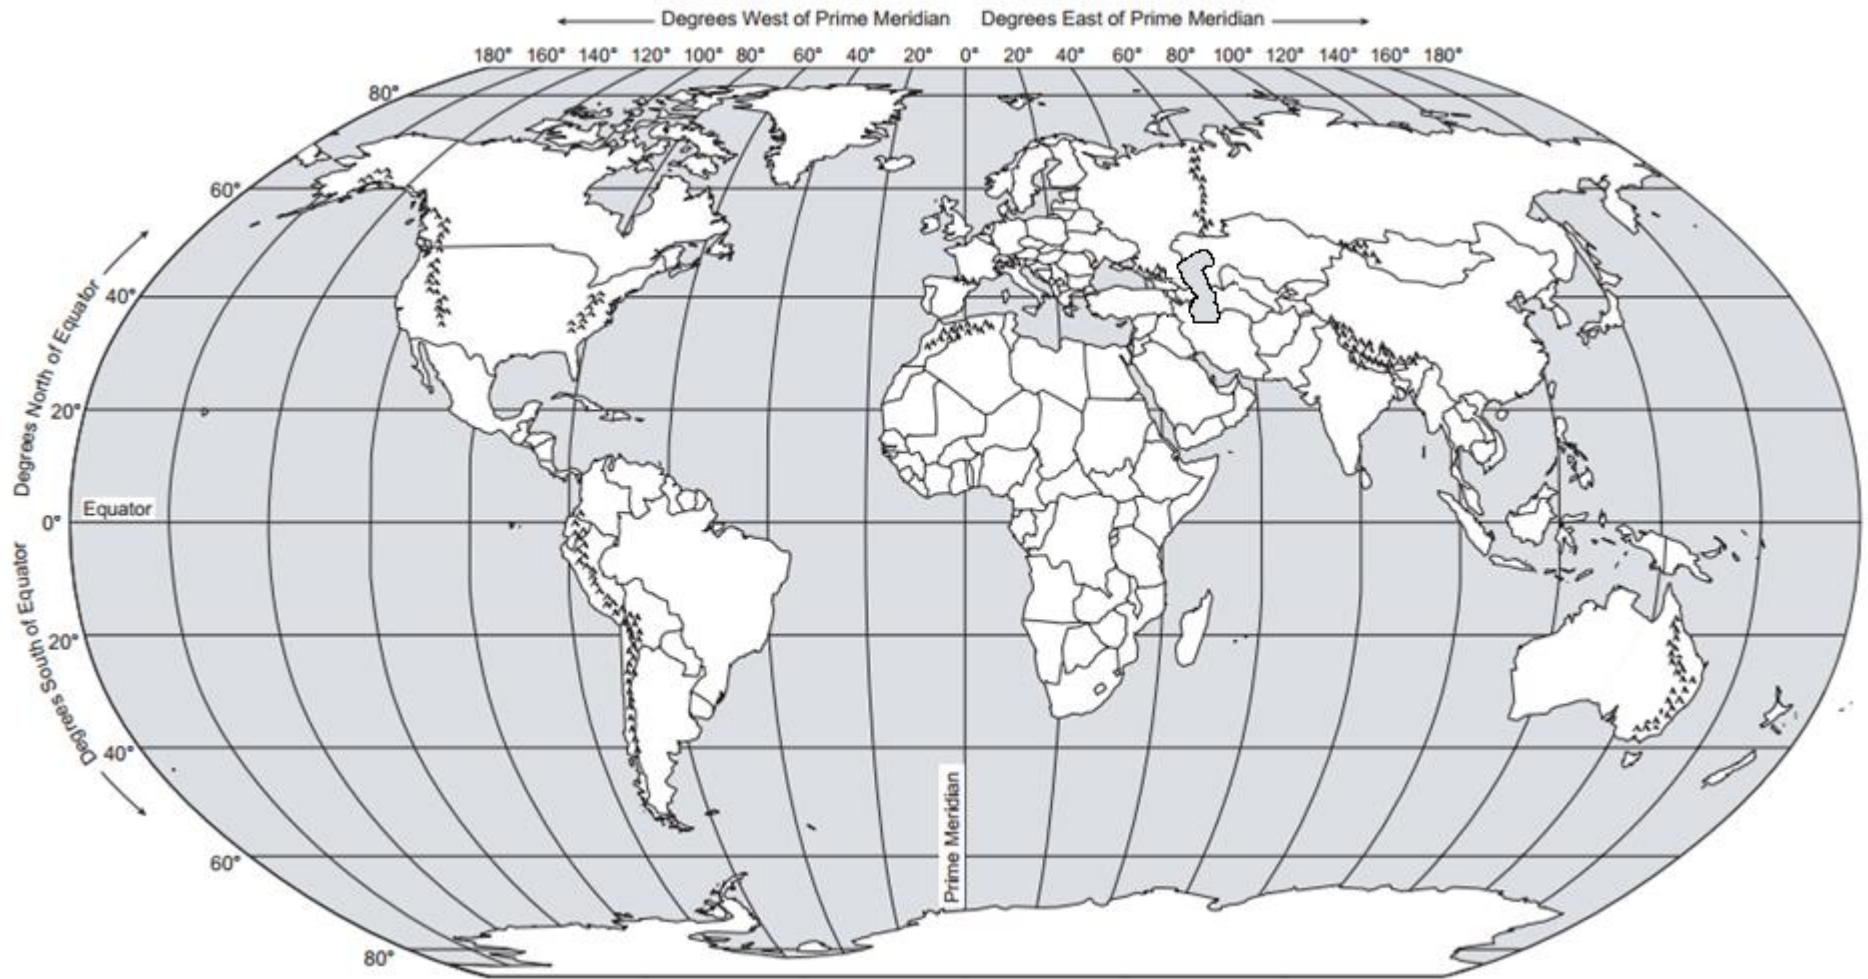 Degrees West of Prime Meridian Degrees East of Prime Meridian
180° 160° 140° 120° 100° 80° 60° 40° 20° 0° 20° 40° 60° 80° 100° 120° 140° 160° 180°
80°
60°
Degrees North of Equator
40°
20°
Equator
0°
Degrees South of Equator
20°
40°
Prime Meridian
60°
80°